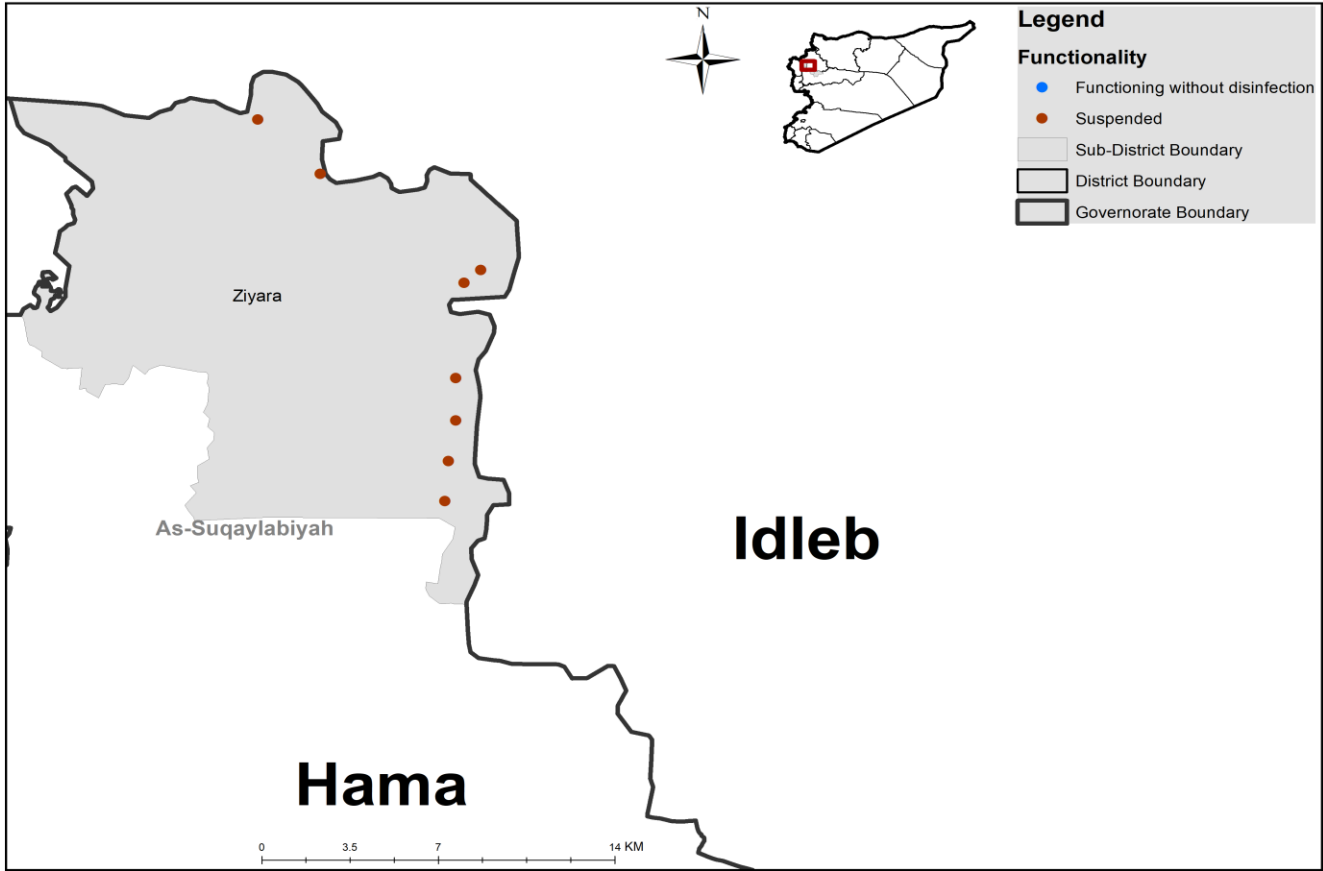 N
Legend
Functionality
Functioning without disinfection
Suspended
Sub-District Boundary
District Boundary
Governorate Boundary
Ziyara
As-Suqaylabiyah
Idleb
Hama
0 3.5 7 14 KM